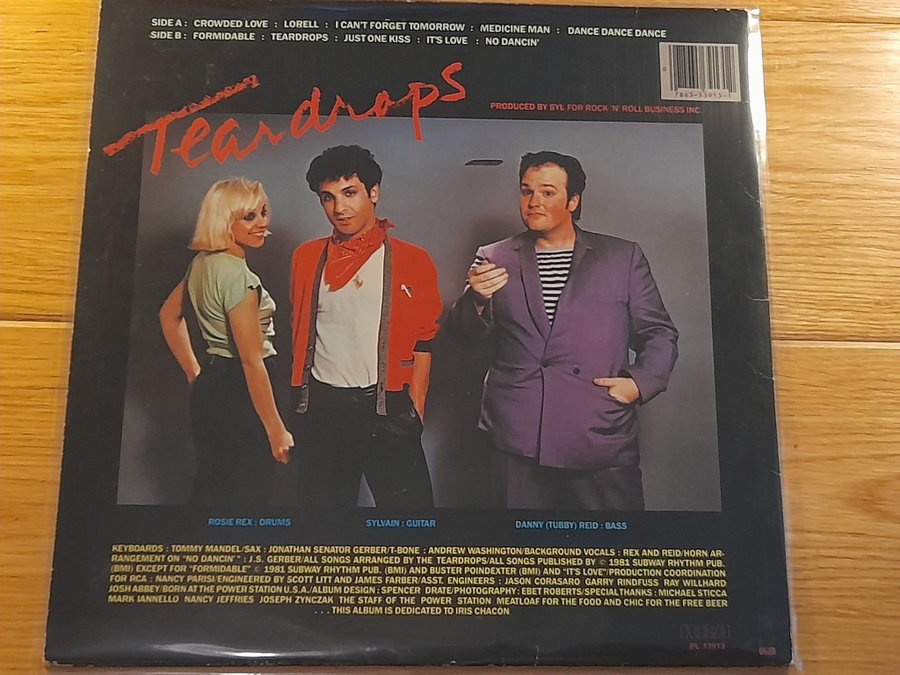 SIDE A : CROWDED LOVE : LORELL : I CAN'T FORGET TOMORROW : MEDICINE MAN : DANCE DANCE DANCE
SIDE B : FORMIDABLE : TEARDROPS : JUST ONE KISS : IT'S LOVE : NO DANCIN'
Teardrops
PRODUCED BY SYL FOR ROCK 'N' ROLL BUSINESS INC.
ROSIE REX : DRUMS
SYLVAIN : GUITAR
DANNY (TUBBY) REID : BASS
KEYBOARDS : TOMMY MANDEL/SAX : JONATHAN SENATOR GERBER/T-BONE : ANDREW WASHINGTON/BACKGROUND VOCALS : REX AND REID/HORN AR-
RANGEMENT ON "NO DANCIN'" : J.S. GERBER/ALL SONGS ARRANGED BY THE TEARDROPS/ALL SONGS PUBLISHED BY © 1981 SUBWAY RHYTHM PUB.
(BMI) EXCEPT FOR "FORMIDABLE" © 1981 SUBWAY RHYTHM PUB. (BMI) AND BUSTER POINDEXTER (BMI) AND "IT'S LOVE"/PRODUCTION COORDINATION
FOR RCA : NANCY PARISI/ENGINEERED BY SCOTT LITT AND JAMES FARBER/ASST. ENGINEERS : JASON CORASARO GARRY RINDFUSS RAY WILLHARD
JOSH ABBEY/BORN AT THE POWER STATION U.S.A./ALBUM DESIGN : SPENCER DRATE/PHOTOGRAPHY : EBET ROBERTS/SPECIAL THANKS : MICHAEL STICCA
MARK IANNELLO NANCY JEFFRIES JOSEPH ZYNCZAK THE STAFF OF THE POWER STATION MEATLOAF FOR THE FOOD AND CHIC FOR THE FREE BEER
. . . THIS ALBUM IS DEDICATED TO IRIS CHACON
RCA
PL 13913